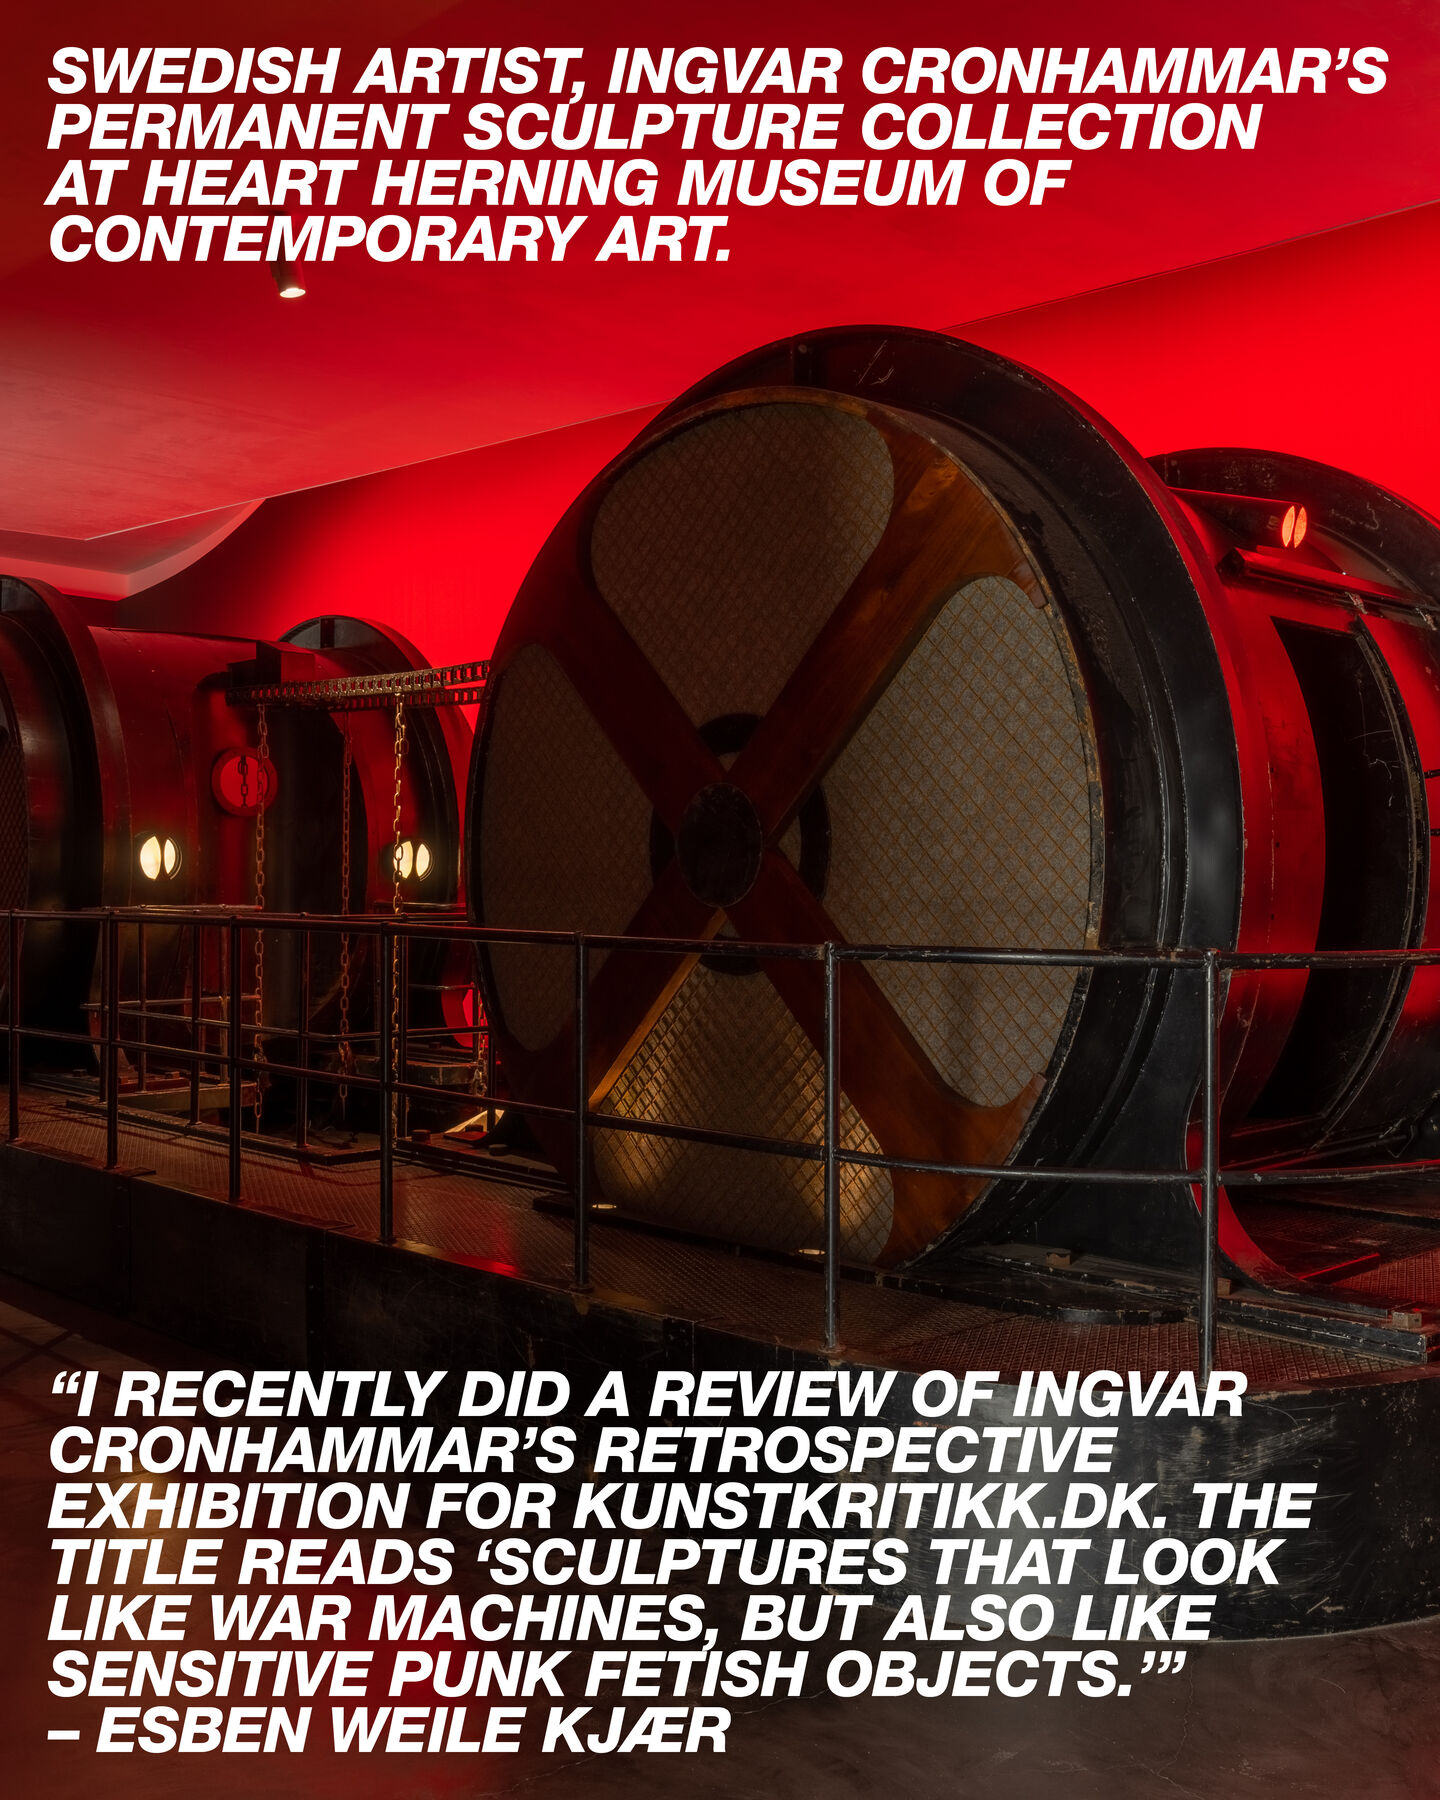 SWEDISH ARTIST, INGVAR CRONHAMMAR’S
PERMANENT SCULPTURE COLLECTION
AT HEART HERNING MUSEUM OF
CONTEMPORARY ART.
“I RECENTLY DID A REVIEW OF INGVAR
CRONHAMMAR’S RETROSPECTIVE
EXHIBITION FOR KUNSTKRITIKK.DK. THE
TITLE READS ‘SCULPTURES THAT LOOK
LIKE WAR MACHINES, BUT ALSO LIKE
SENSITIVE PUNK FETISH OBJECTS.’”
– ESBEN WEILE KJÆR